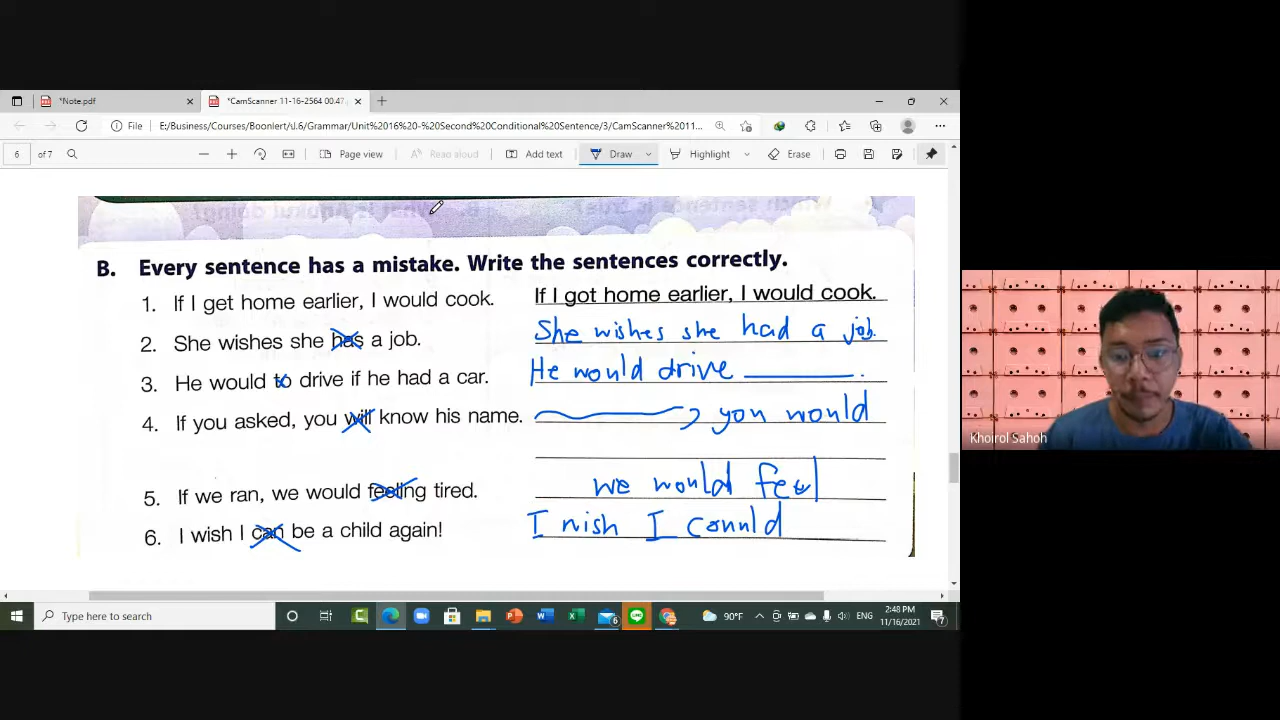 *Note.pdf
*CamScanner 11-16-2564 00.47
File E:/Business/Courses/Boonlert/ป.6/Grammar/Unit%2016%20-%20Second%20Conditional%20Sentence/3/CamScanner%2011...
6 of 7 Page view Read aloud Add text Draw Highlight Erase
B. Every sentence has a mistake. Write the sentences correctly.
1. If I get home earlier, I would cook. If I got home earlier, I would cook.
2. She wishes she has a job. She wishes she had a job.
3. He would to drive if he had a car. He would drive .
4. If you asked, you will know his name. , you would
5. If we ran, we would feeling tired. we would feel
6. I wish I can be a child again! I wish I could
Khoirol Sahoh
Type here to search 6 90°F ENG 2:48 PM
11/16/2021